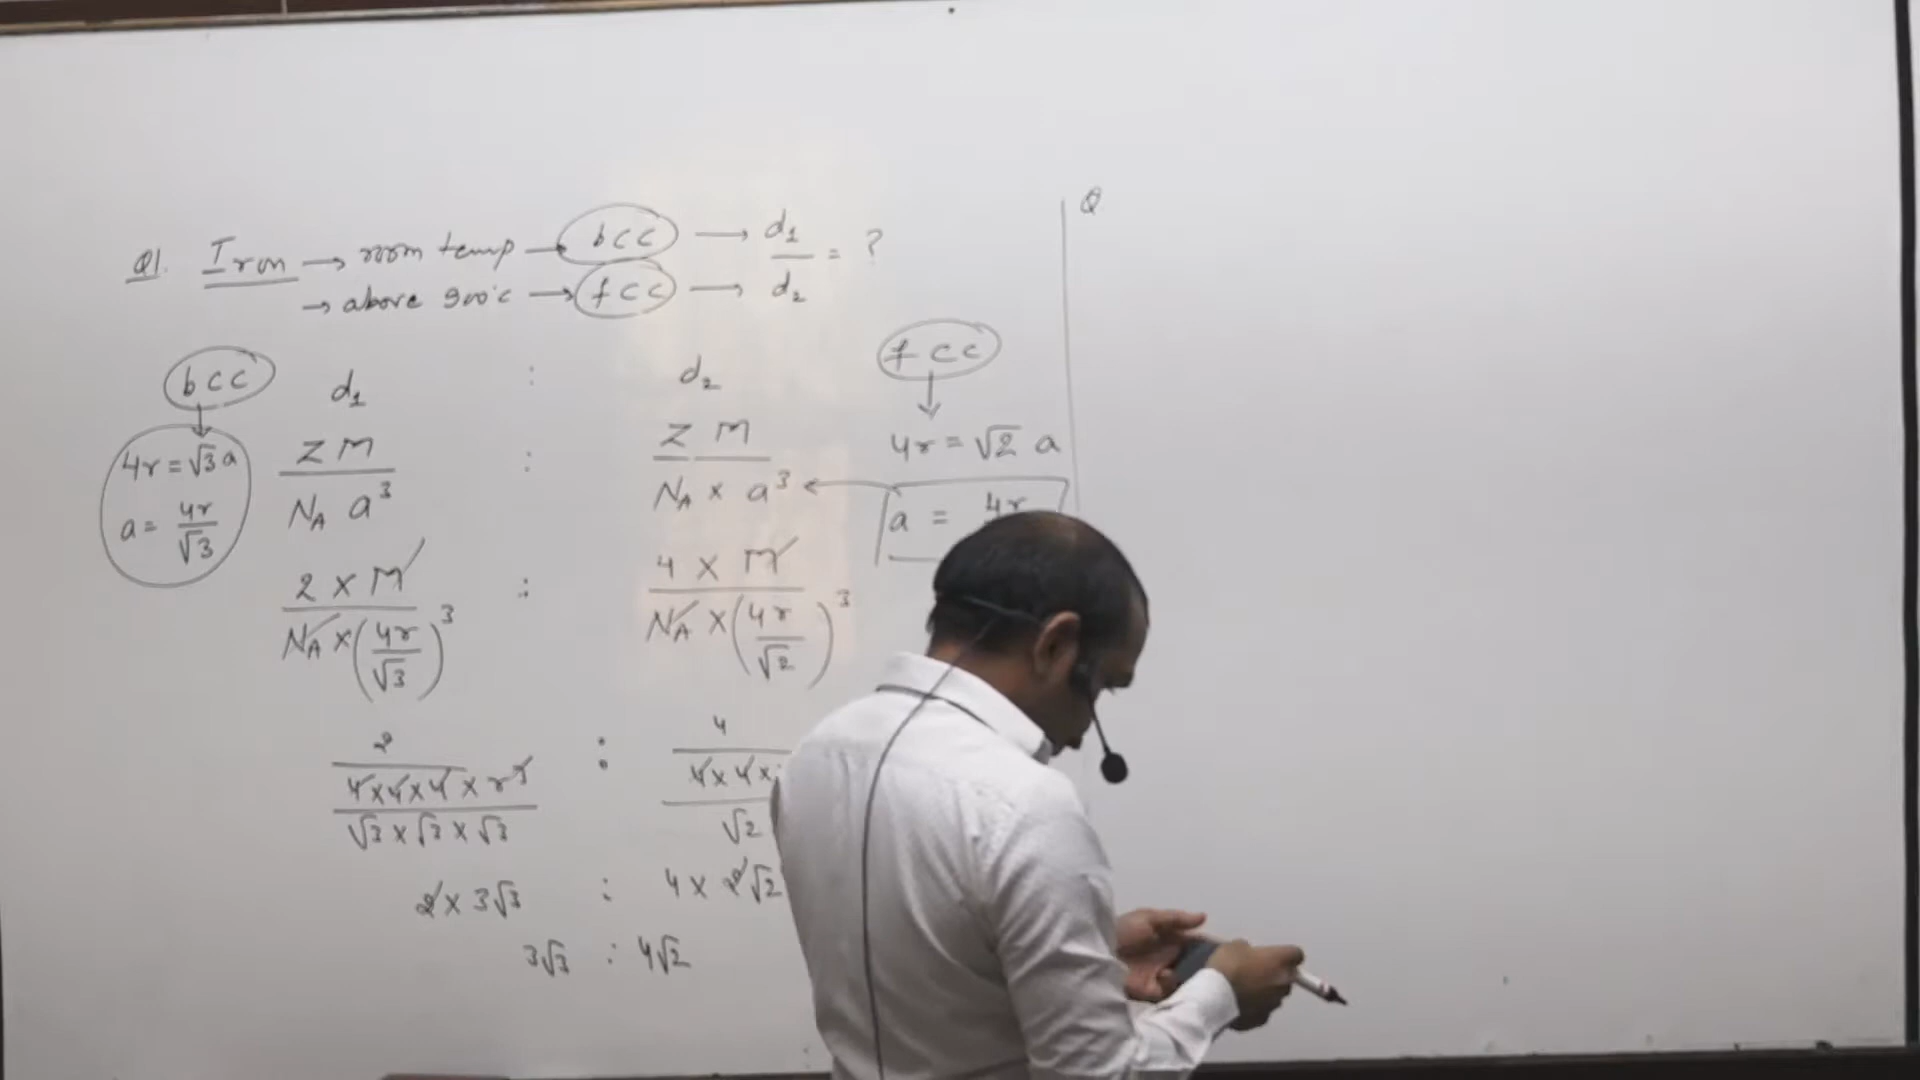 Q1. Iron → room temp → bcc → d₁
→ above 900°c → fcc → d₂
= ?
bcc
4r = √3 a
a = 4r/√3
d₁ : d₂
ZM/(N_A a³) : ZM/(N_A × a³)
fcc
4r = √2 a
a = 4r
2 × M/(N_A × (4r/√3)³) : 4 × M/(N_A × (4r/√2)³)
2/(4×4×4×r³/√3×√3×√3) : 4/(4×4×/√2
2 × 3√3 : 4 × 2√2
3√3 : 4√2
Q